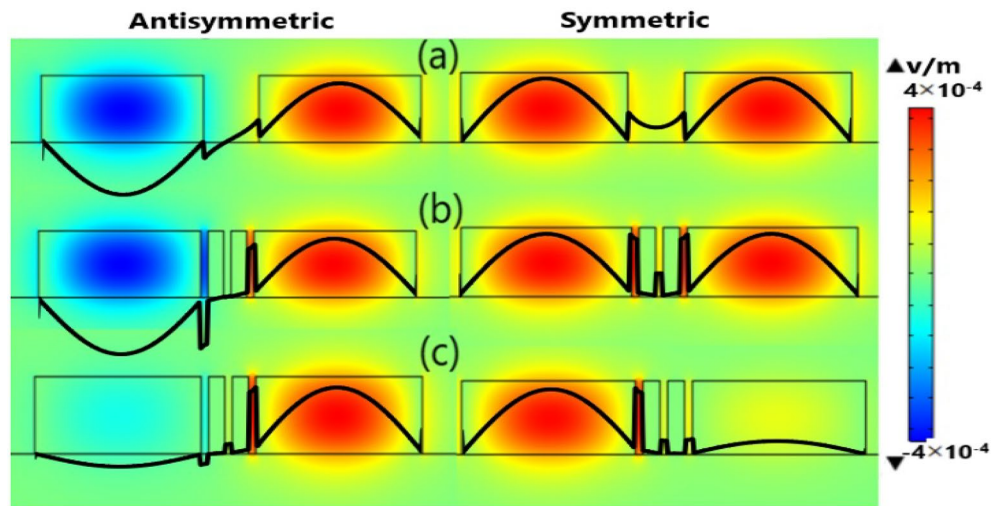 Antisymmetric Symmetric
(a)
▲v/m
4×10⁻⁴
(b)
(c)
-4×10⁻⁴
▼